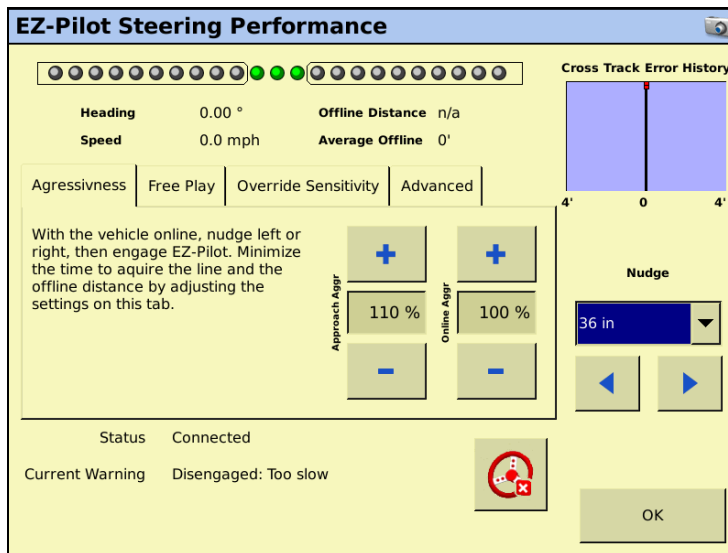 EZ-Pilot Steering Performance
Cross Track Error History
Heading 0.00 ° Offline Distance n/a
Speed 0.0 mph Average Offline 0'
4' 0 4'
Agressivness Free Play Override Sensitivity Advanced
With the vehicle online, nudge left or
right, then engage EZ-Pilot. Minimize
the time to aquire the line and the
offline distance by adjusting the
settings on this tab.
Approach Aggr
+
110 %
-
Online Aggr
+
100 %
-
Nudge
36 in
Status Connected
Current Warning Disengaged: Too slow
OK